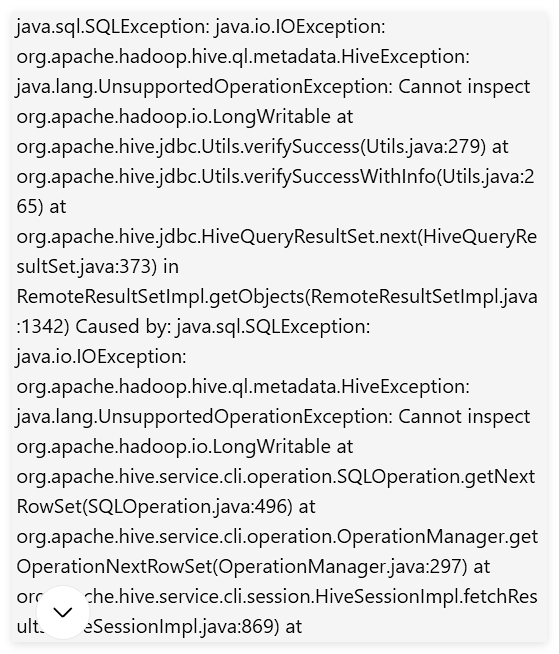 java.sql.SQLException: java.io.IOException:
org.apache.hadoop.hive.ql.metadata.HiveException:
java.lang.UnsupportedOperationException: Cannot inspect
org.apache.hadoop.io.LongWritable at
org.apache.hive.jdbc.Utils.verifySuccess(Utils.java:279) at
org.apache.hive.jdbc.Utils.verifySuccessWithInfo(Utils.java:2
65) at
org.apache.hive.jdbc.HiveQueryResultSet.next(HiveQueryRe
sultSet.java:373) in
RemoteResultSetImpl.getObjects(RemoteResultSetImpl.java
:1342) Caused by: java.sql.SQLException:
java.io.IOException:
org.apache.hadoop.hive.ql.metadata.HiveException:
java.lang.UnsupportedOperationException: Cannot inspect
org.apache.hadoop.io.LongWritable at
org.apache.hive.service.cli.operation.SQLOperation.getNext
RowSet(SQLOperation.java:496) at
org.apache.hive.service.cli.operation.OperationManager.get
OperationNextRowSet(OperationManager.java:297) at
che.hive.service.cli.session.HiveSessionImpl.fetchRes
eSessionImpl.java:869) at